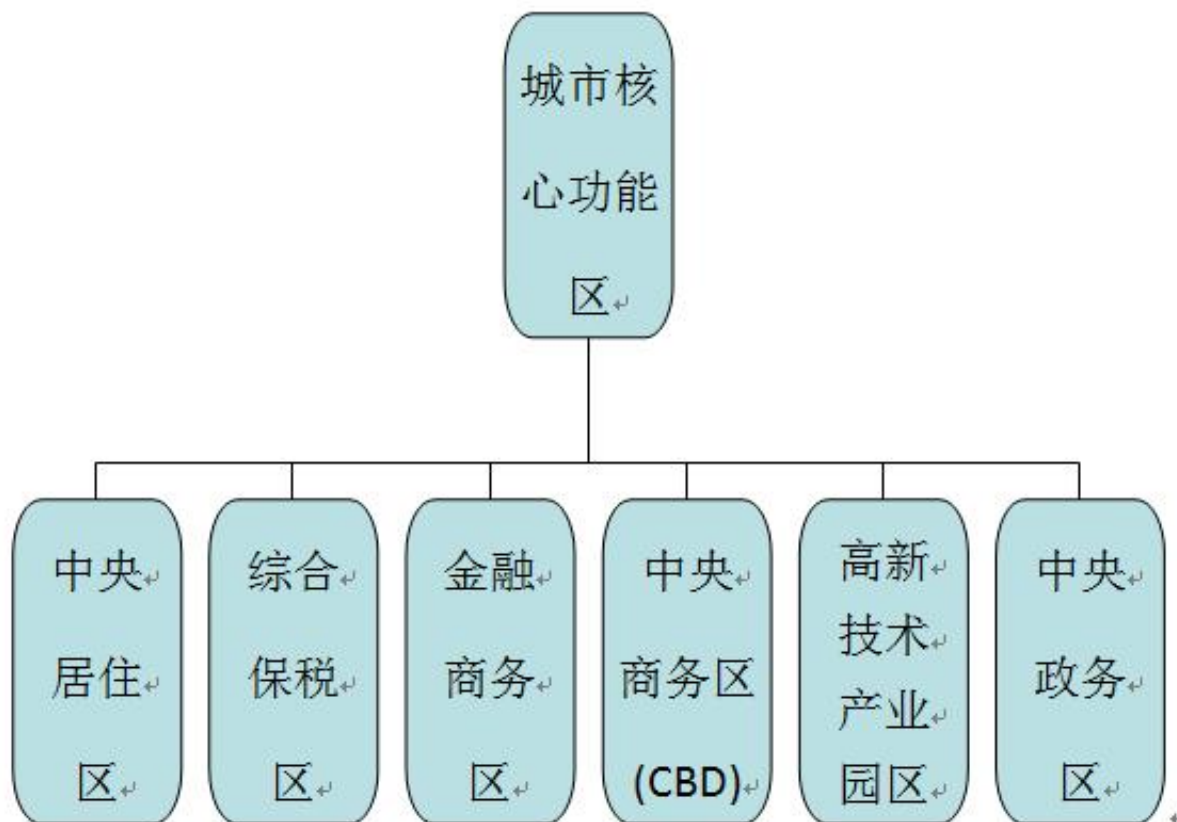 城市核
心功能
区
中央
居住
区
综合
保税
区
金融
商务
区
中央
商务区
(CBD)
高新
技术
产业
园区
中央
政务
区